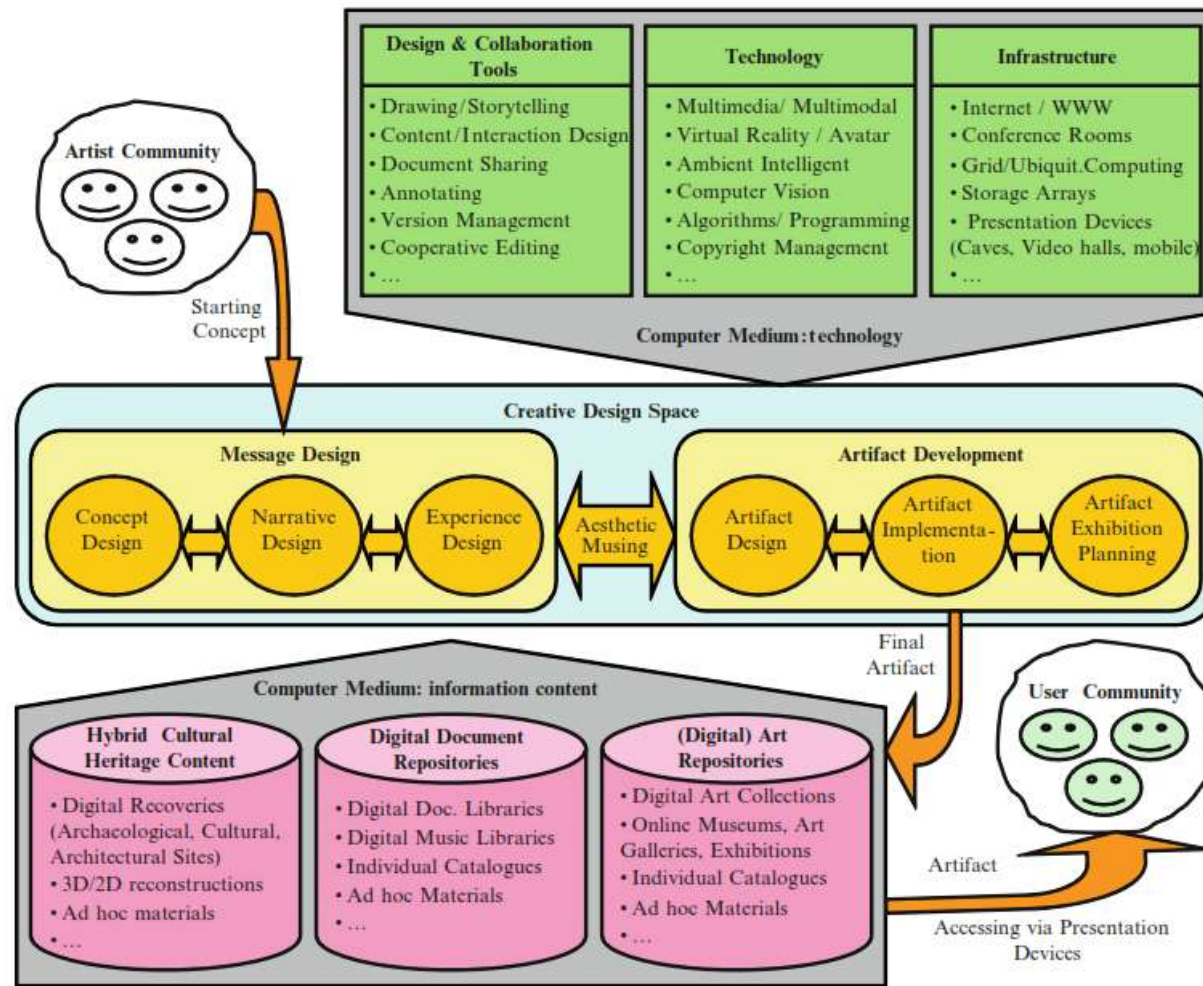 Design & Collaboration
Tools
• Drawing/Storytelling
• Content/Interaction Design
• Document Sharing
• Annotating
• Version Management
• Cooperative Editing
• ...
Technology
• Multimedia/ Multimodal
• Virtual Reality / Avatar
• Ambient Intelligent
• Computer Vision
• Algorithms/ Programming
• Copyright Management
• ...
Infrastructure
• Internet / WWW
• Conference Rooms
• Grid/Ubiquit.Computing
• Storage Arrays
• Presentation Devices
(Caves, Video halls, mobile)
• ...
Computer Medium:technology
Artist Community
Starting
Concept
Creative Design Space
Message Design
Concept
Design
Narrative
Design
Experience
Design
Aesthetic
Musing
Artifact Development
Artifact
Design
Artifact
Implementa-
tion
Artifact
Exhibition
Planning
Final
Artifact
Computer Medium: information content
Hybrid Cultural
Heritage Content
• Digital Recoveries
(Archaeological, Cultural,
Architectural Sites)
• 3D/2D reconstructions
• Ad hoc materials
• ...
Digital Document
Repositories
• Digital Doc. Libraries
• Digital Music Libraries
• Individual Catalogues
• Ad hoc Materials
• ...
(Digital) Art
Repositories
• Digital Art Collections
• Online Museums, Art
Galleries, Exhibitions
• Individual Catalogues
• Ad hoc Materials
• ...
User Community
Artifact
Accessing via Presentation
Devices